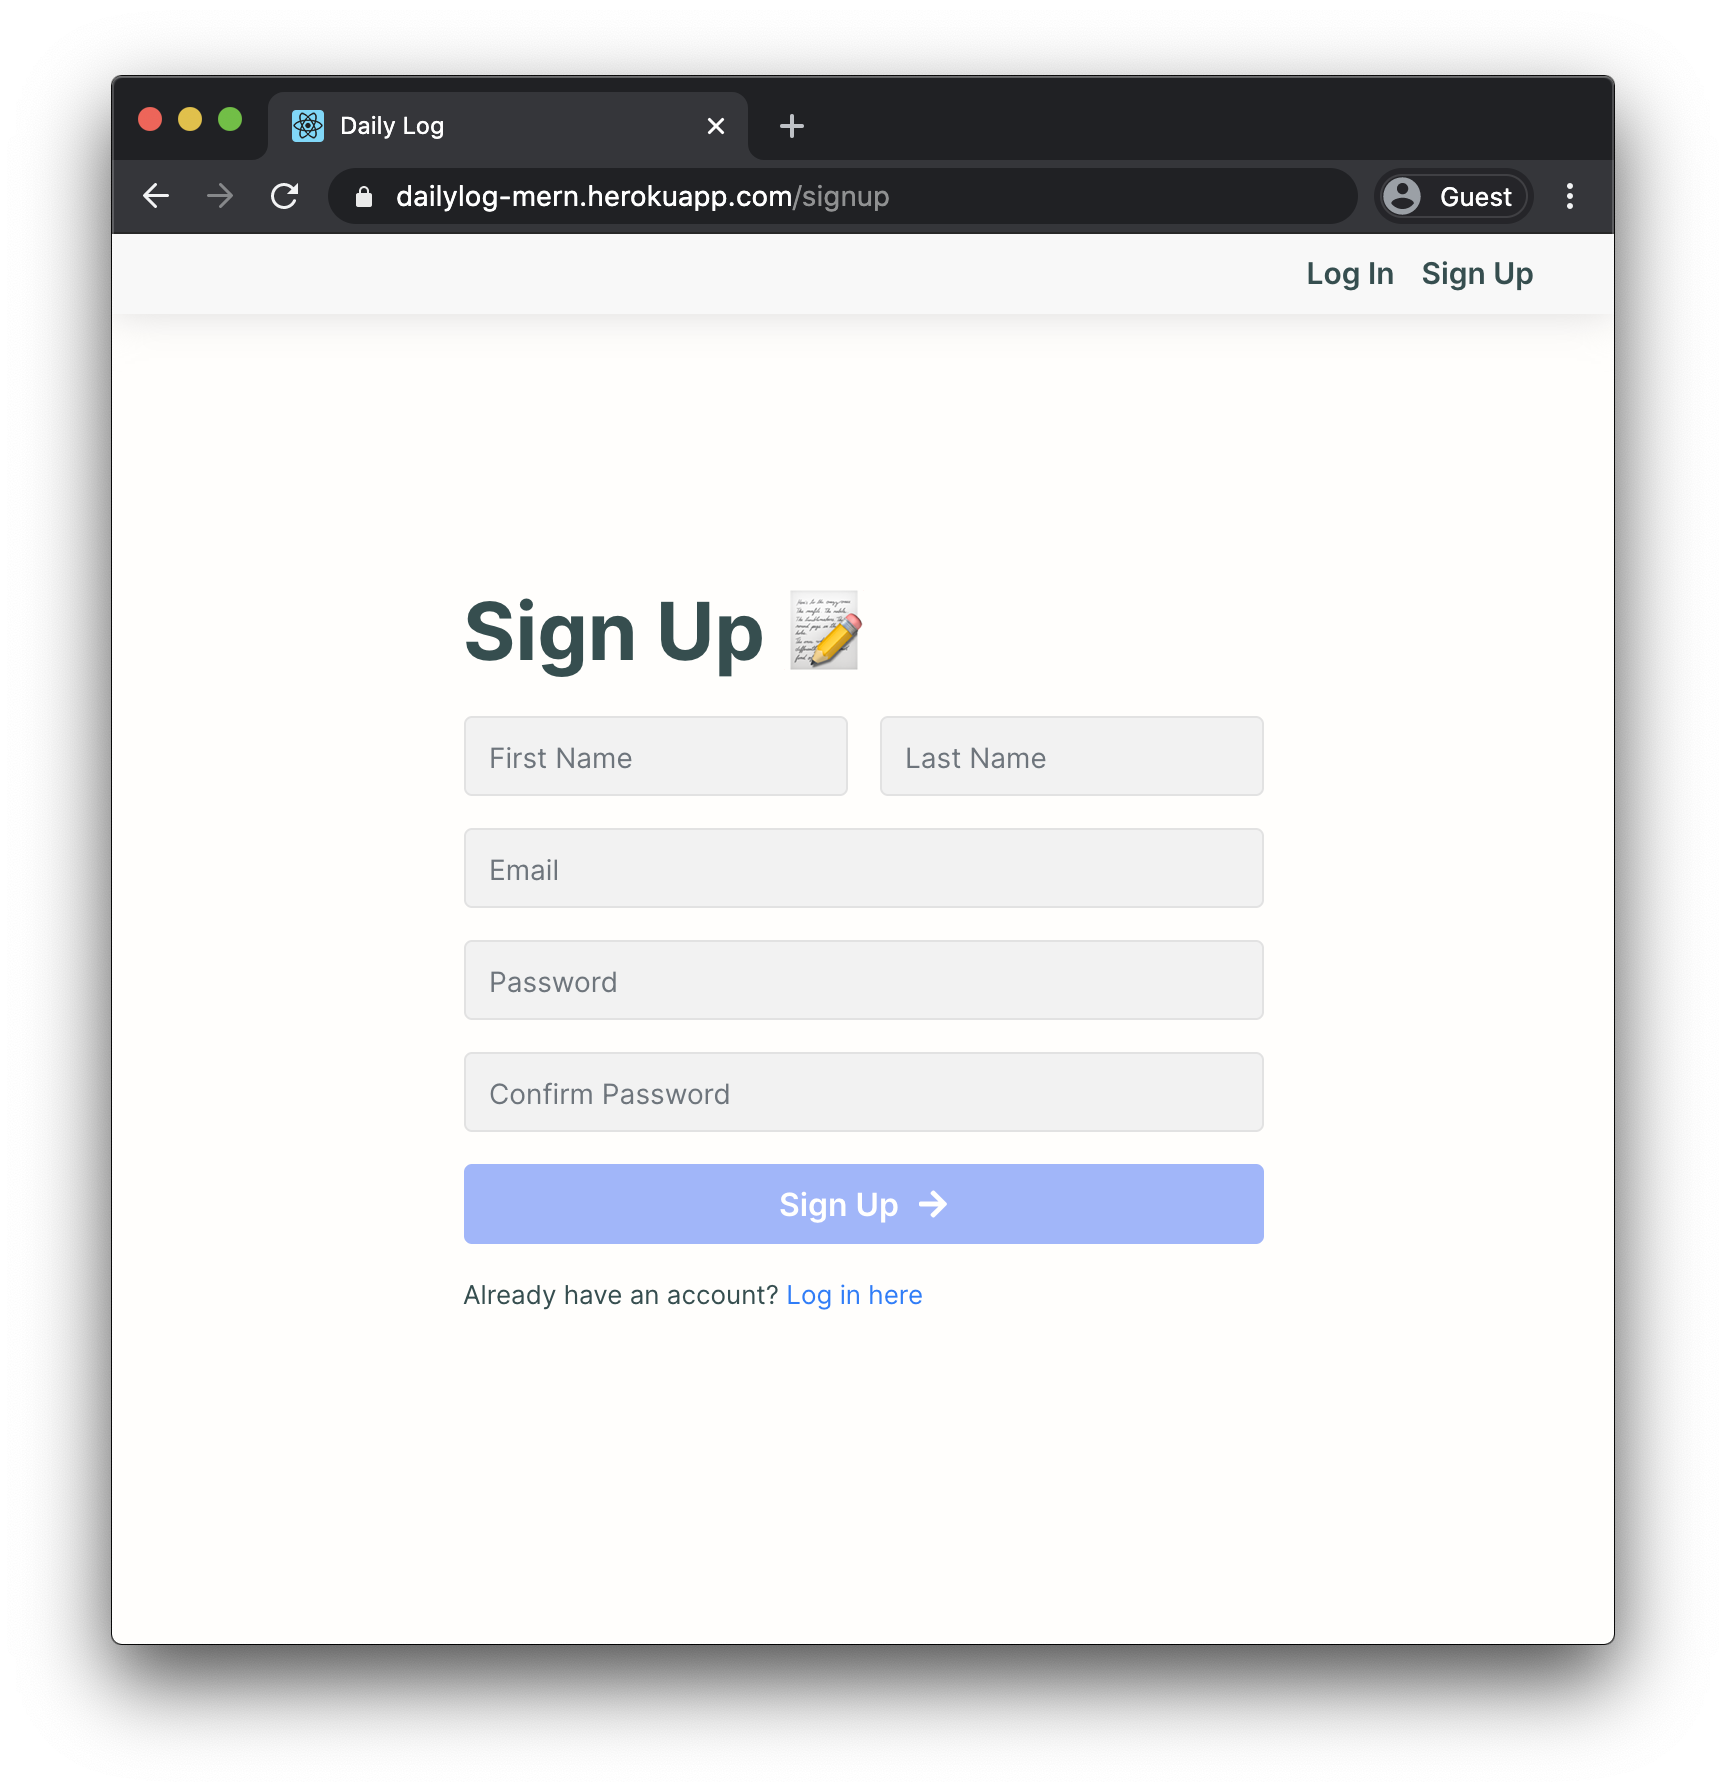 Daily Log
dailylog-mern.herokuapp.com/signup
Guest
Log In Sign Up
Sign Up
First Name Last Name
Email
Password
Confirm Password
Sign Up →
Already have an account? Log in here